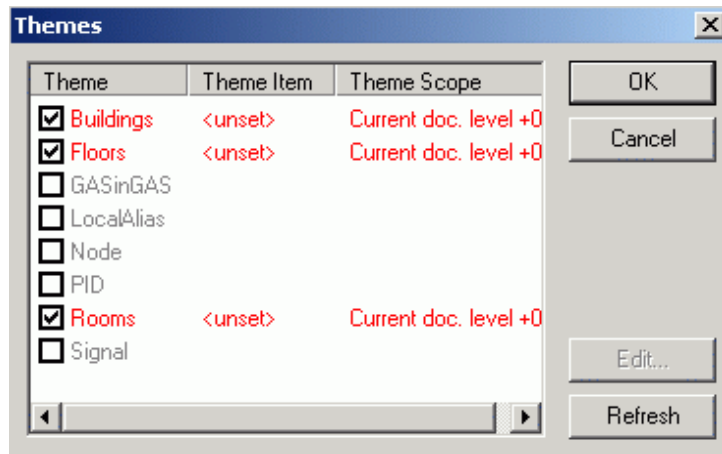 Themes
Theme Theme Item Theme Scope
Buildings <unset> Current doc. level +0
Floors <unset> Current doc. level +0
GASinGAS
LocalAlias
Node
PID
Rooms <unset> Current doc. level +0
Signal
OK
Cancel
Edit...
Refresh